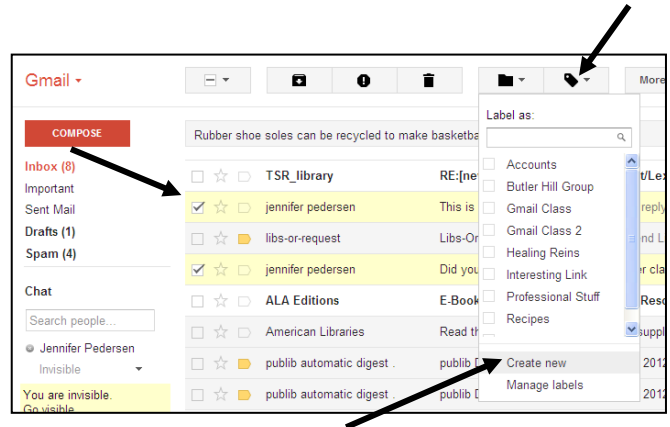 Gmail
More
Label as:
COMPOSE
Rubber shoe soles can be recycled to make basketba
Inbox (8)
Important
Sent Mail
Drafts (1)
Spam (4)
Chat
Search people...
Jennifer Pedersen
Invisible
You are invisible.
Go visible
TSR_library RE:[ne
jennifer pedersen This is reply
libs-or-request Libs-Or nd L
jennifer pedersen Did you r cla
ALA Editions E-Book Reso
American Libraries Read th suppl
publib automatic digest . publib D 2012
publib automatic digest . publib D 2012
Accounts
Butler Hill Group
Gmail Class
Gmail Class 2
Healing Reins
Interesting Link
Professional Stuff
Recipes
Create new
Manage labels